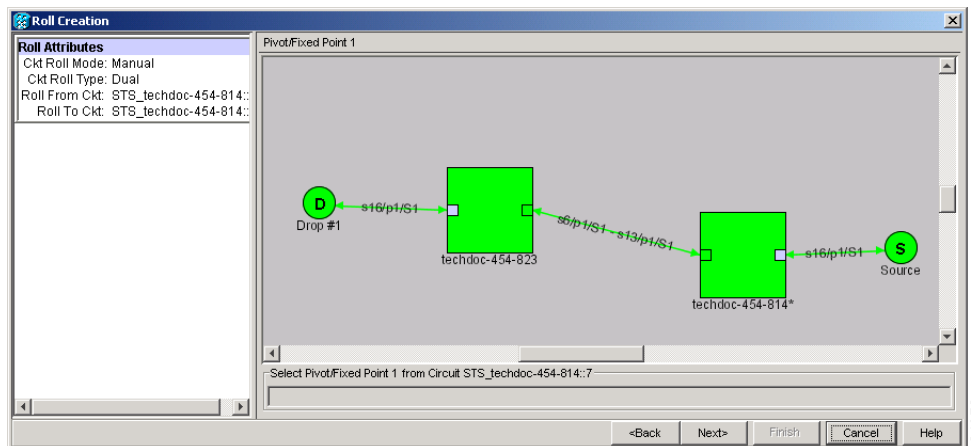 Roll Creation
Roll Attributes
Ckt Roll Mode: Manual
Ckt Roll Type: Dual
Roll From Ckt: STS_techdoc-454-814::
Roll To Ckt: STS_techdoc-454-814::
Pivot/Fixed Point 1
D
s16/p1/S1
Drop #1
techdoc-454-823
s6/p1/S1 - s13/p1/S1
s16/p1/S1
S
Source
techdoc-454-814*
Select Pivot/Fixed Point 1 from Circuit STS_techdoc-454-814::7
<Back Next> Finish Cancel Help